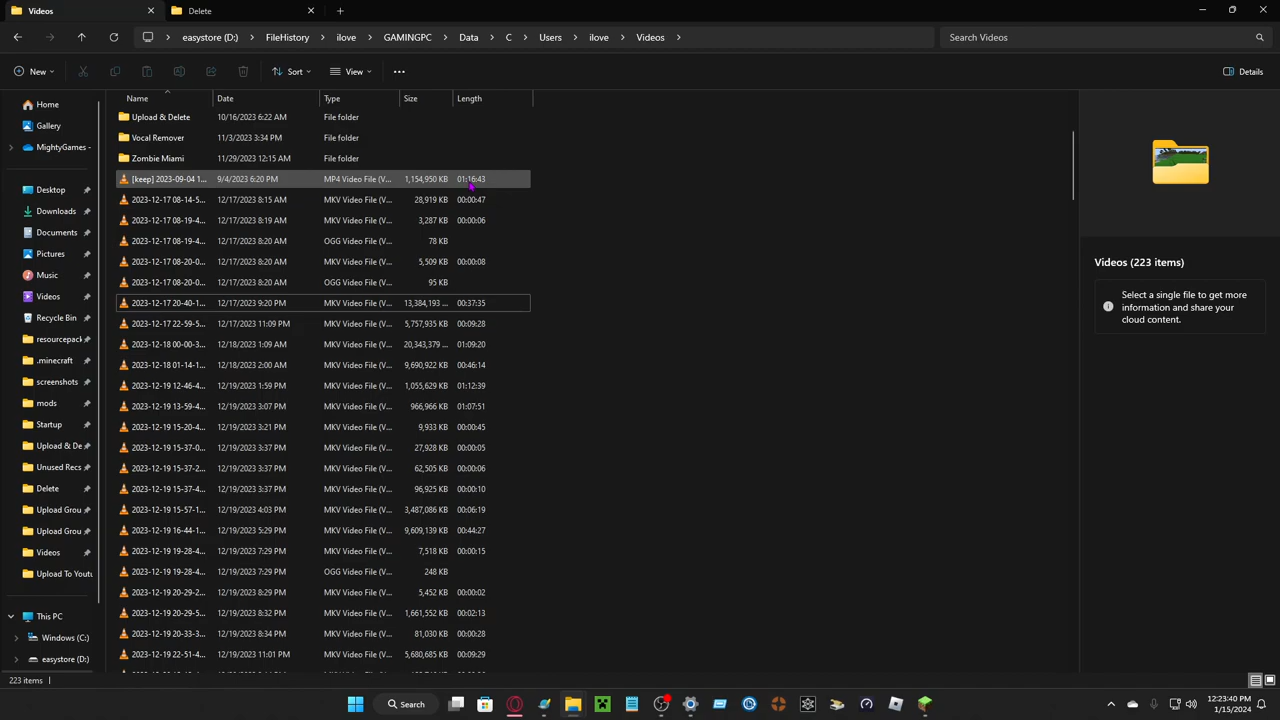 Videos
Delete
easystore (D:) > FileHistory > ilove > GAMINGPC > Data > C > Users > ilove > Videos >
Search Videos
New
Sort
View
Details
Home
Gallery
MightyGames -
Desktop
Downloads
Documents
Pictures
Music
Videos
Recycle Bin
resourcepack
.minecraft
screenshots
mods
Startup
Upload & De
Unused Recs
Delete
Upload Grou
Upload Grou
Videos
Upload To Youtu
This PC
Windows (C:)
easystore (D:)
Name Date Type Size Length
Upload & Delete 10/16/2023 6:22 AM File folder
Vocal Remover 11/3/2023 3:34 PM File folder
Zombie Miami 11/29/2023 12:15 AM File folder
[keep] 2023-09-04 1... 9/4/2023 6:20 PM MP4 Video File (V... 1,154,950 KB 01:16:43
2023-12-17 08-14-5... 12/17/2023 8:15 AM MKV Video File (V... 28,919 KB 00:00:47
2023-12-17 08-19-4... 12/17/2023 8:19 AM MKV Video File (V... 3,287 KB 00:00:06
2023-12-17 08-19-4... 12/17/2023 8:20 AM OGG Video File (V... 78 KB
2023-12-17 08-20-0... 12/17/2023 8:20 AM MKV Video File (V... 5,509 KB 00:00:08
2023-12-17 08-20-0... 12/17/2023 8:20 AM OGG Video File (V... 95 KB
2023-12-17 20-40-1... 12/17/2023 9:20 PM MKV Video File (V... 13,384,193 ... 00:37:35
2023-12-17 22-59-5... 12/17/2023 11:09 PM MKV Video File (V... 5,757,935 KB 00:09:28
2023-12-18 00-00-3... 12/18/2023 1:09 AM MKV Video File (V... 20,343,379 ... 01:09:20
2023-12-18 01-14-1... 12/18/2023 2:00 AM MKV Video File (V... 9,690,922 KB 00:46:14
2023-12-19 12-46-4... 12/19/2023 1:59 PM MKV Video File (V... 1,055,629 KB 01:12:39
2023-12-19 13-59-4... 12/19/2023 3:07 PM MKV Video File (V... 966,966 KB 01:07:51
2023-12-19 15-20-4... 12/19/2023 3:21 PM MKV Video File (V... 9,933 KB 00:00:45
2023-12-19 15-37-0... 12/19/2023 3:37 PM MKV Video File (V... 27,928 KB 00:00:05
2023-12-19 15-37-2... 12/19/2023 3:37 PM MKV Video File (V... 62,505 KB 00:00:06
2023-12-19 15-37-4... 12/19/2023 3:37 PM MKV Video File (V... 96,925 KB 00:00:10
2023-12-19 15-57-4... 12/19/2023 4:03 PM MKV Video File (V... 3,487,086 KB 00:06:19
2023-12-19 16-44-1... 12/19/2023 5:29 PM MKV Video File (V... 9,609,139 KB 00:44:27
2023-12-19 19-28-4... 12/19/2023 7:29 PM MKV Video File (V... 7,518 KB 00:00:15
2023-12-19 19-28-4... 12/19/2023 7:29 PM OGG Video File (V... 248 KB
2023-12-19 20-29-2... 12/19/2023 8:29 PM MKV Video File (V... 5,452 KB 00:00:02
2023-12-19 20-29-5... 12/19/2023 8:32 PM MKV Video File (V... 1,661,552 KB 00:02:13
2023-12-19 20-33-3... 12/19/2023 8:34 PM MKV Video File (V... 81,030 KB 00:00:28
2023-12-19 22-51-4... 12/19/2023 11:01 PM MKV Video File (V... 5,680,685 KB 00:09:29
Videos (223 items)
Select a single file to get more
information and share your
cloud content.
223 items
Search
12:23:40 PM
1/15/2024